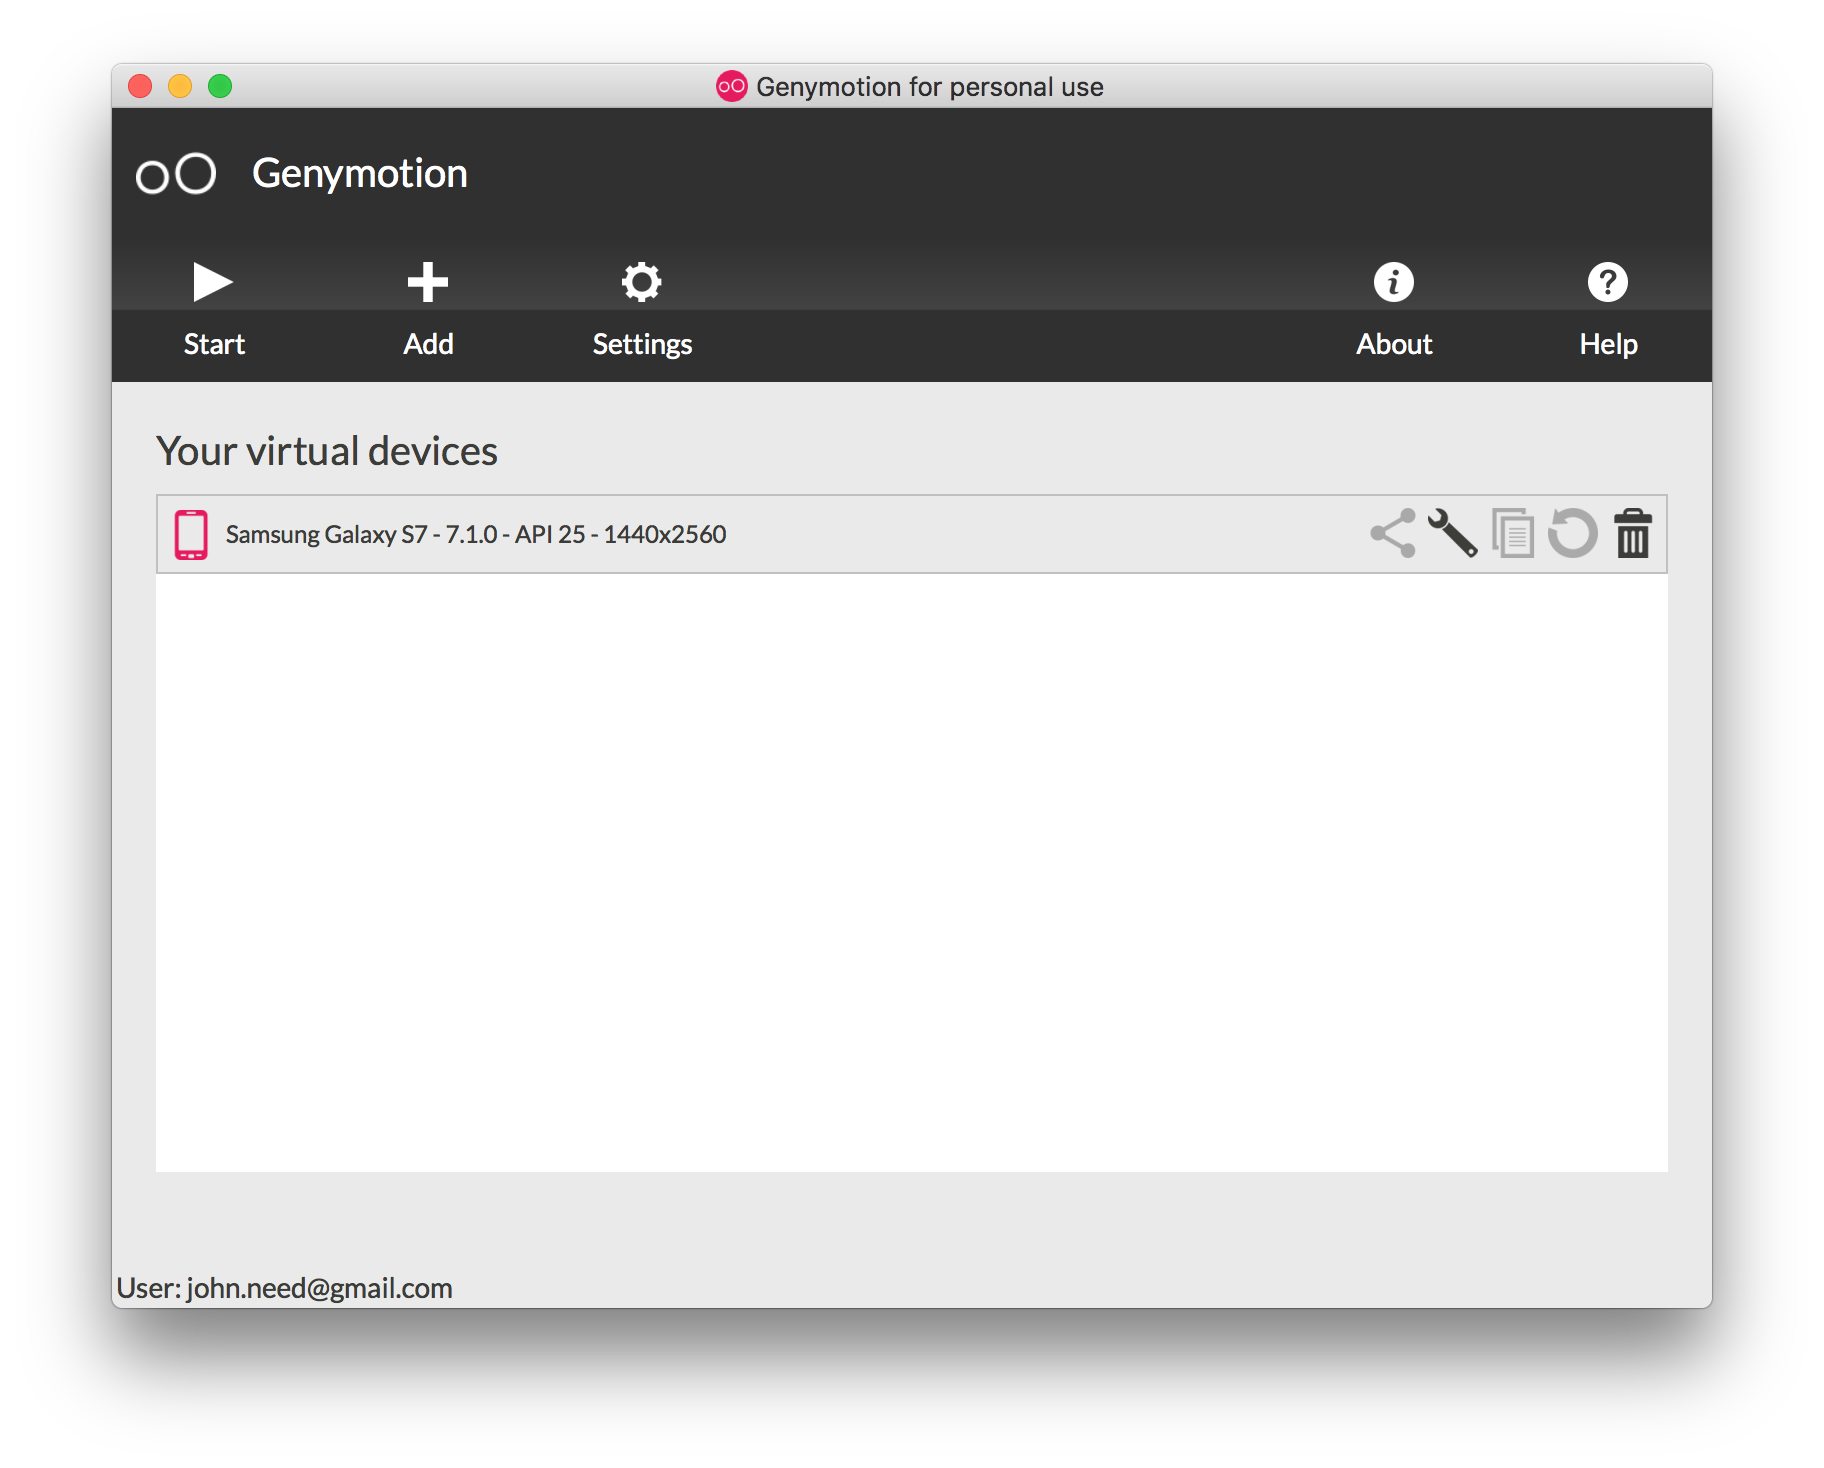 Genymotion for personal use
Genymotion
Start Add Settings About Help
Your virtual devices
Samsung Galaxy S7 - 7.1.0 - API 25 - 1440x2560
User: john.need@gmail.com